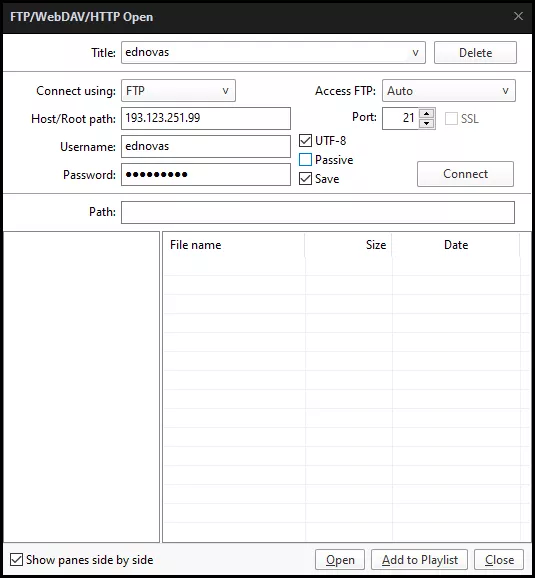 FTP/WebDAV/HTTP Open
Title: ednovas Delete
Connect using: FTP Access FTP: Auto
Host/Root path: 193.123.251.99 Port: 21 SSL
Username: ednovas UTF-8
Passive
Password: ●●●●●●●●● Save Connect
Path:
File name Size Date
Show panes side by side Open Add to Playlist Close